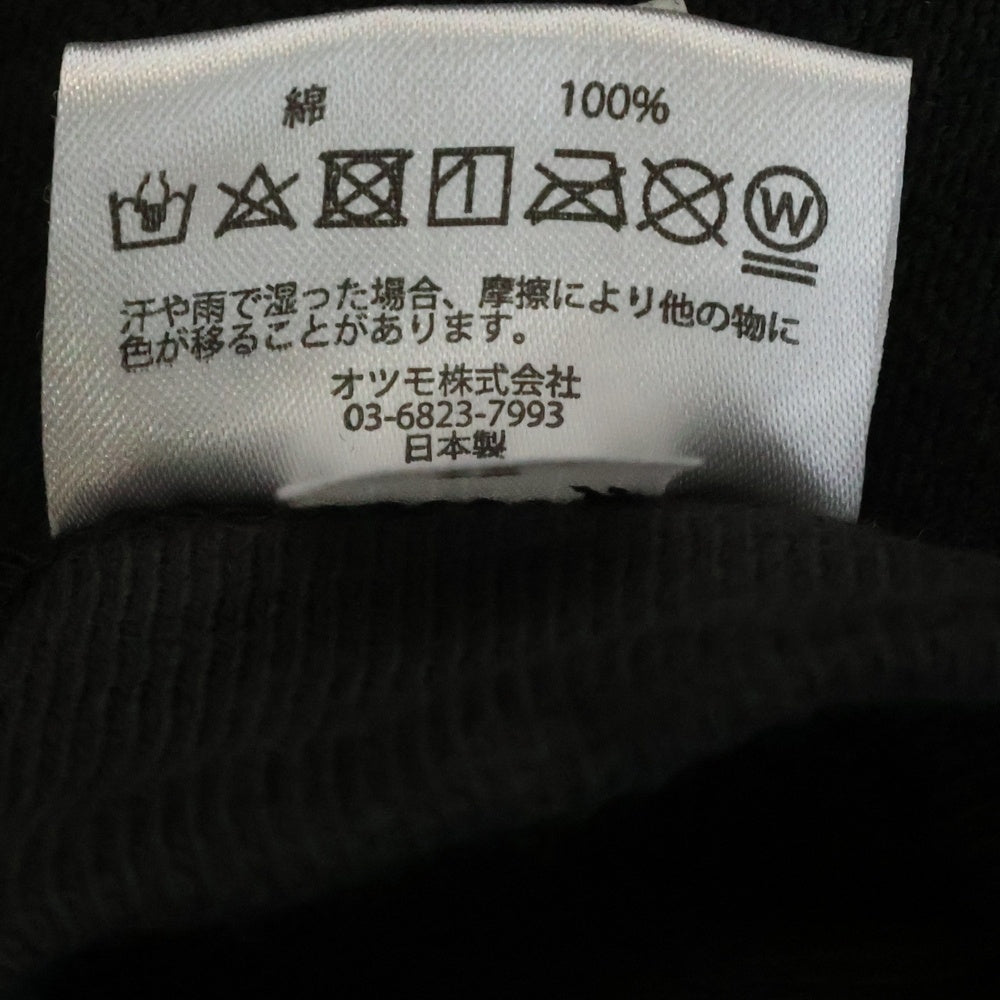 綿 100%
W
汗や雨で湿った場合、摩擦により他の物に
色が移ることがあります。
オツモ株式会社
03-6823-7993
日本製